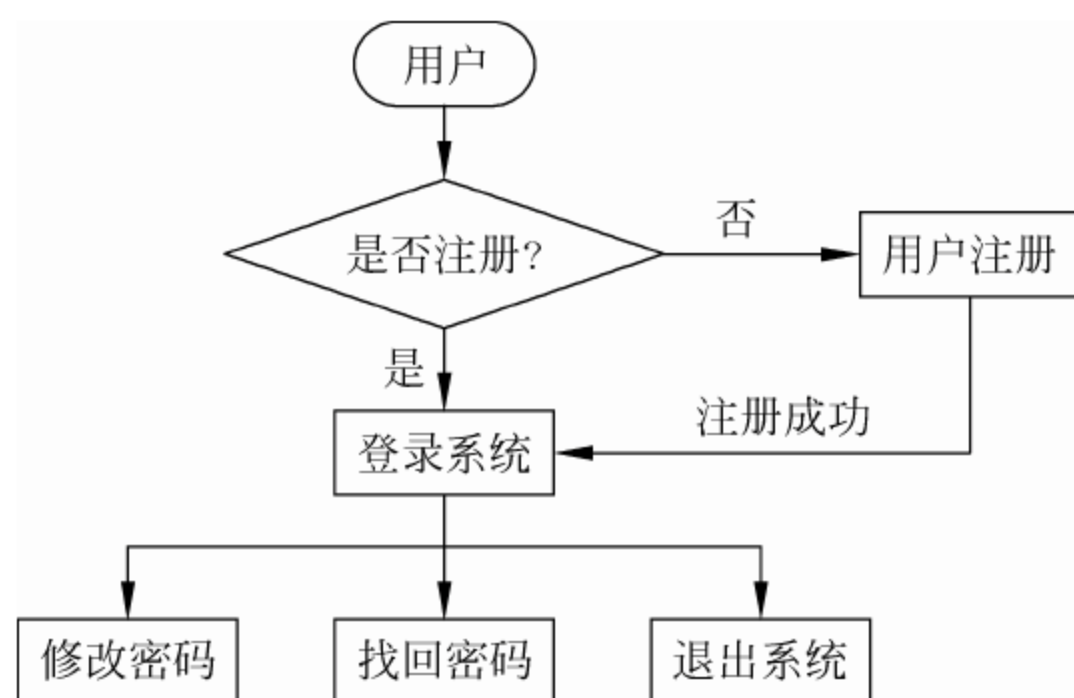 用户
否
是否注册?
用户注册
是
注册成功
登录系统
修改密码
找回密码
退出系统